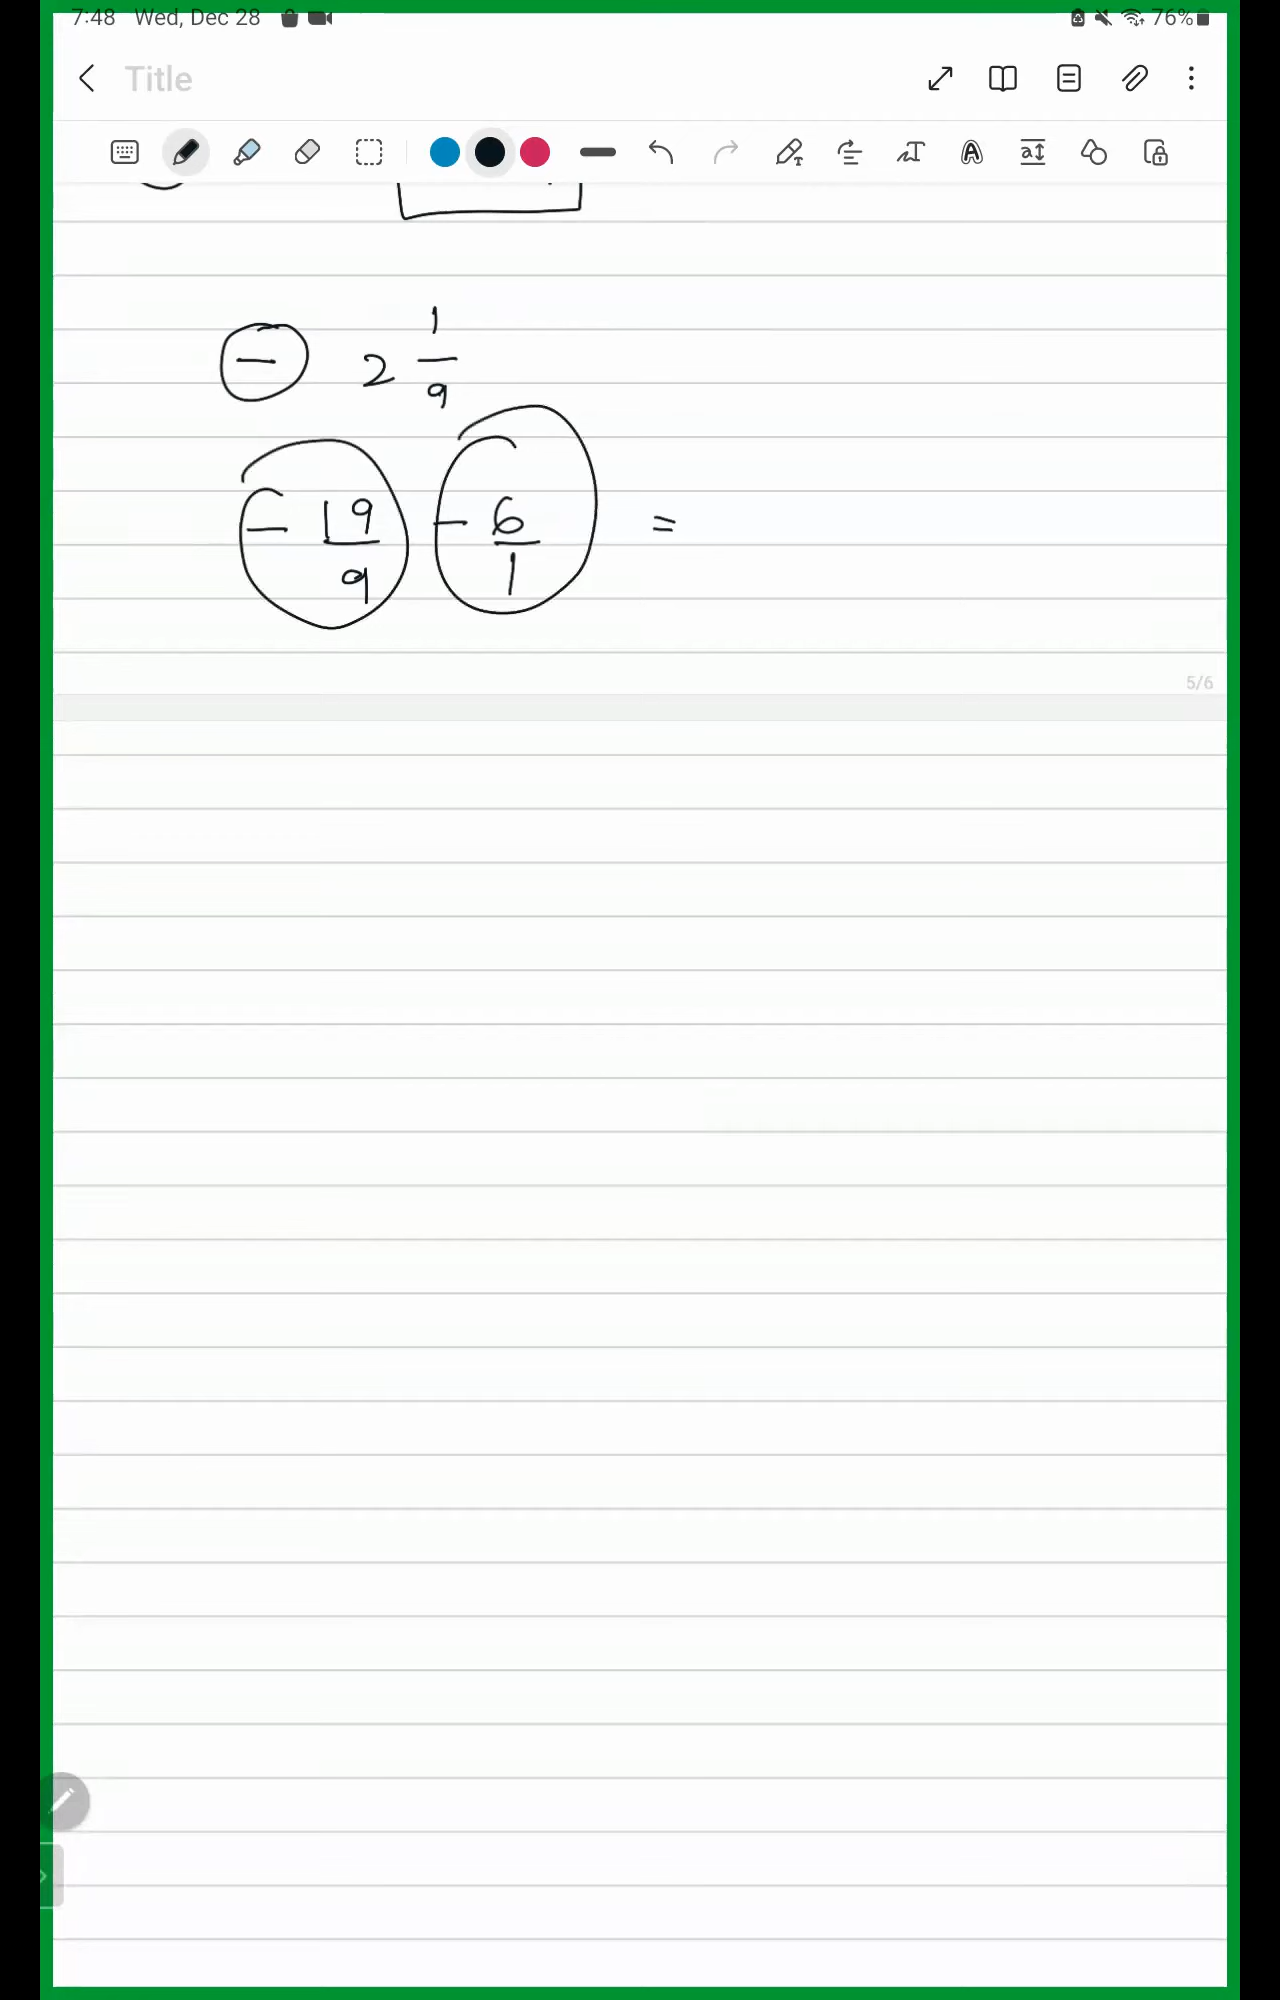 7:48 Wed, Dec 28 76%
Title
- 2 1/9
- 19/9 - 6/1 =
5/6